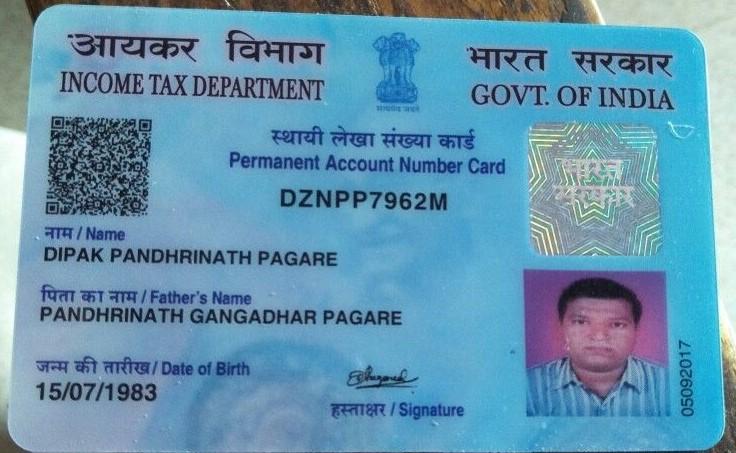 आयकर विभाग
INCOME TAX DEPARTMENT
सत्यमेव जयते
भारत सरकार
GOVT. OF INDIA
स्थायी लेखा संख्या कार्ड
Permanent Account Number Card
DZNPP7962M
भारत
सरकार
नाम / Name
DIPAK PANDHRINATH PAGARE
पिता का नाम / Father's Name
PANDHRINATH GANGADHAR PAGARE
जन्म की तारीख / Date of Birth
15/07/1983
हस्ताक्षर / Signature
05092017